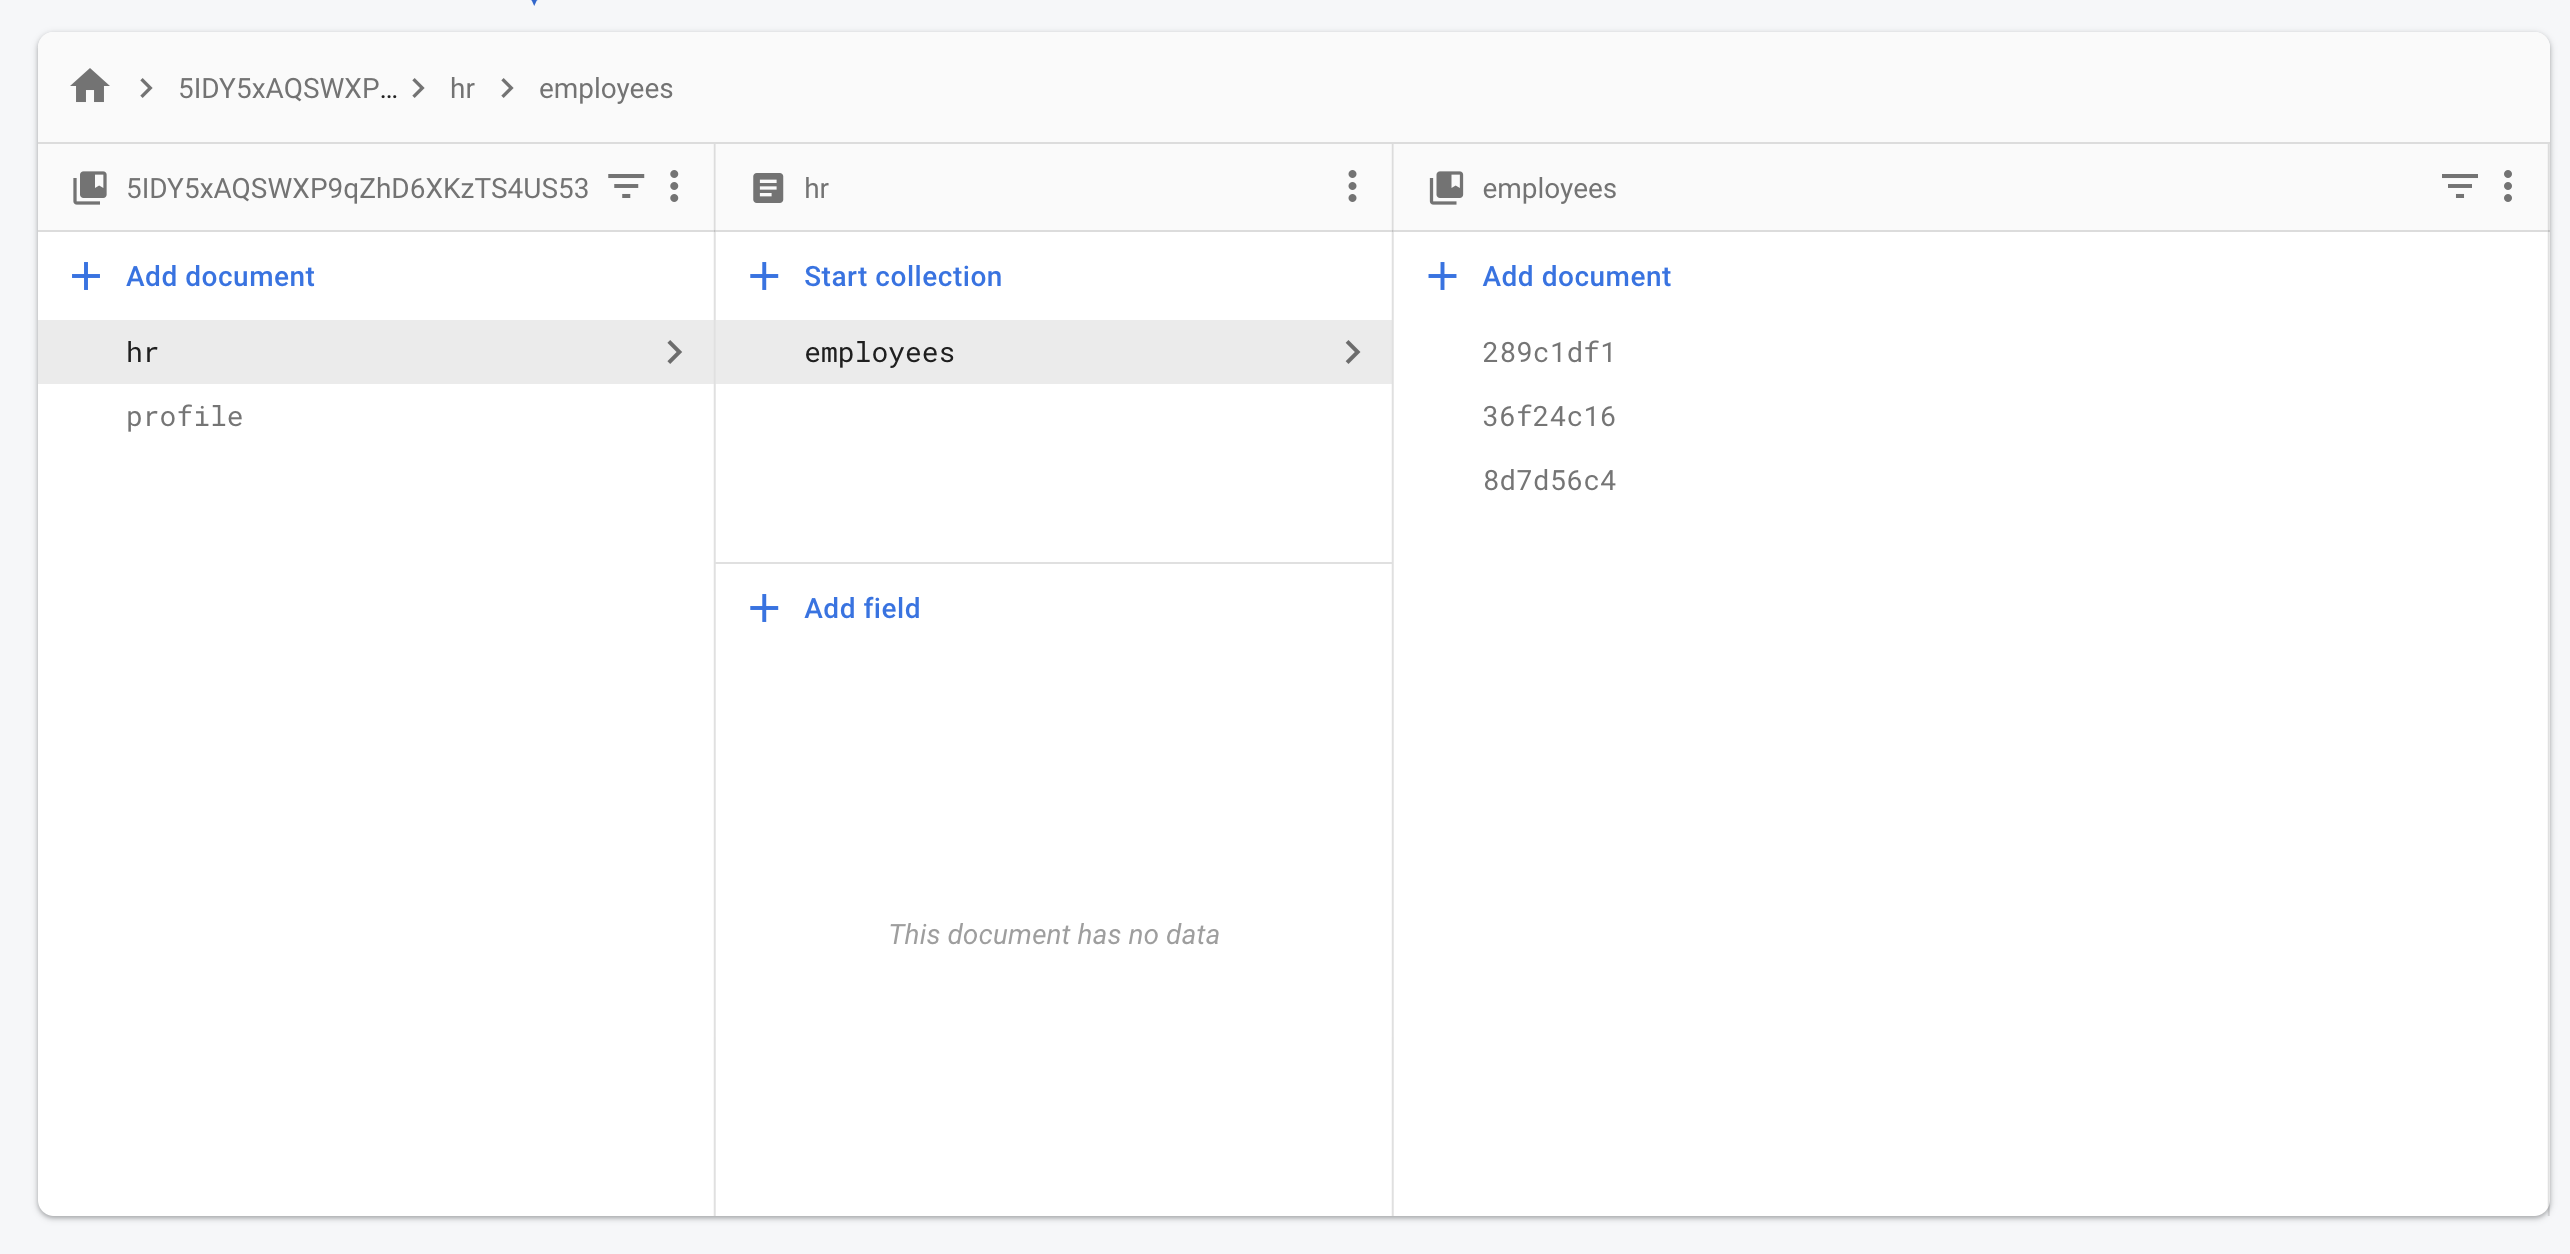 5IDY5xAQSWXP... hr employees
5IDY5xAQSWXP9qZhD6XKzTS4US53
Add document
hr
profile
hr
Start collection
employees
Add field
This document has no data
employees
Add document
289c1df1
36f24c16
8d7d56c4